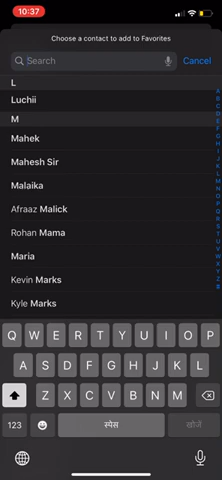 10:37
Choose a contact to add to Favorites
Search
Cancel
L
Luchii
M
Mahek
Mahesh Sir
Malaika
Afraaz Malick
Rohan Mama
Maria
Kevin Marks
Kyle Marks
A
B
C
D
E
F
G
H
I
J
K
L
M
N
O
P
Q
R
S
T
U
V
W
X
Y
Z
#
Q W E R T Y U I O P
A S D F G H J K L
Z X C V B N M
123
स्पेस
खोजें